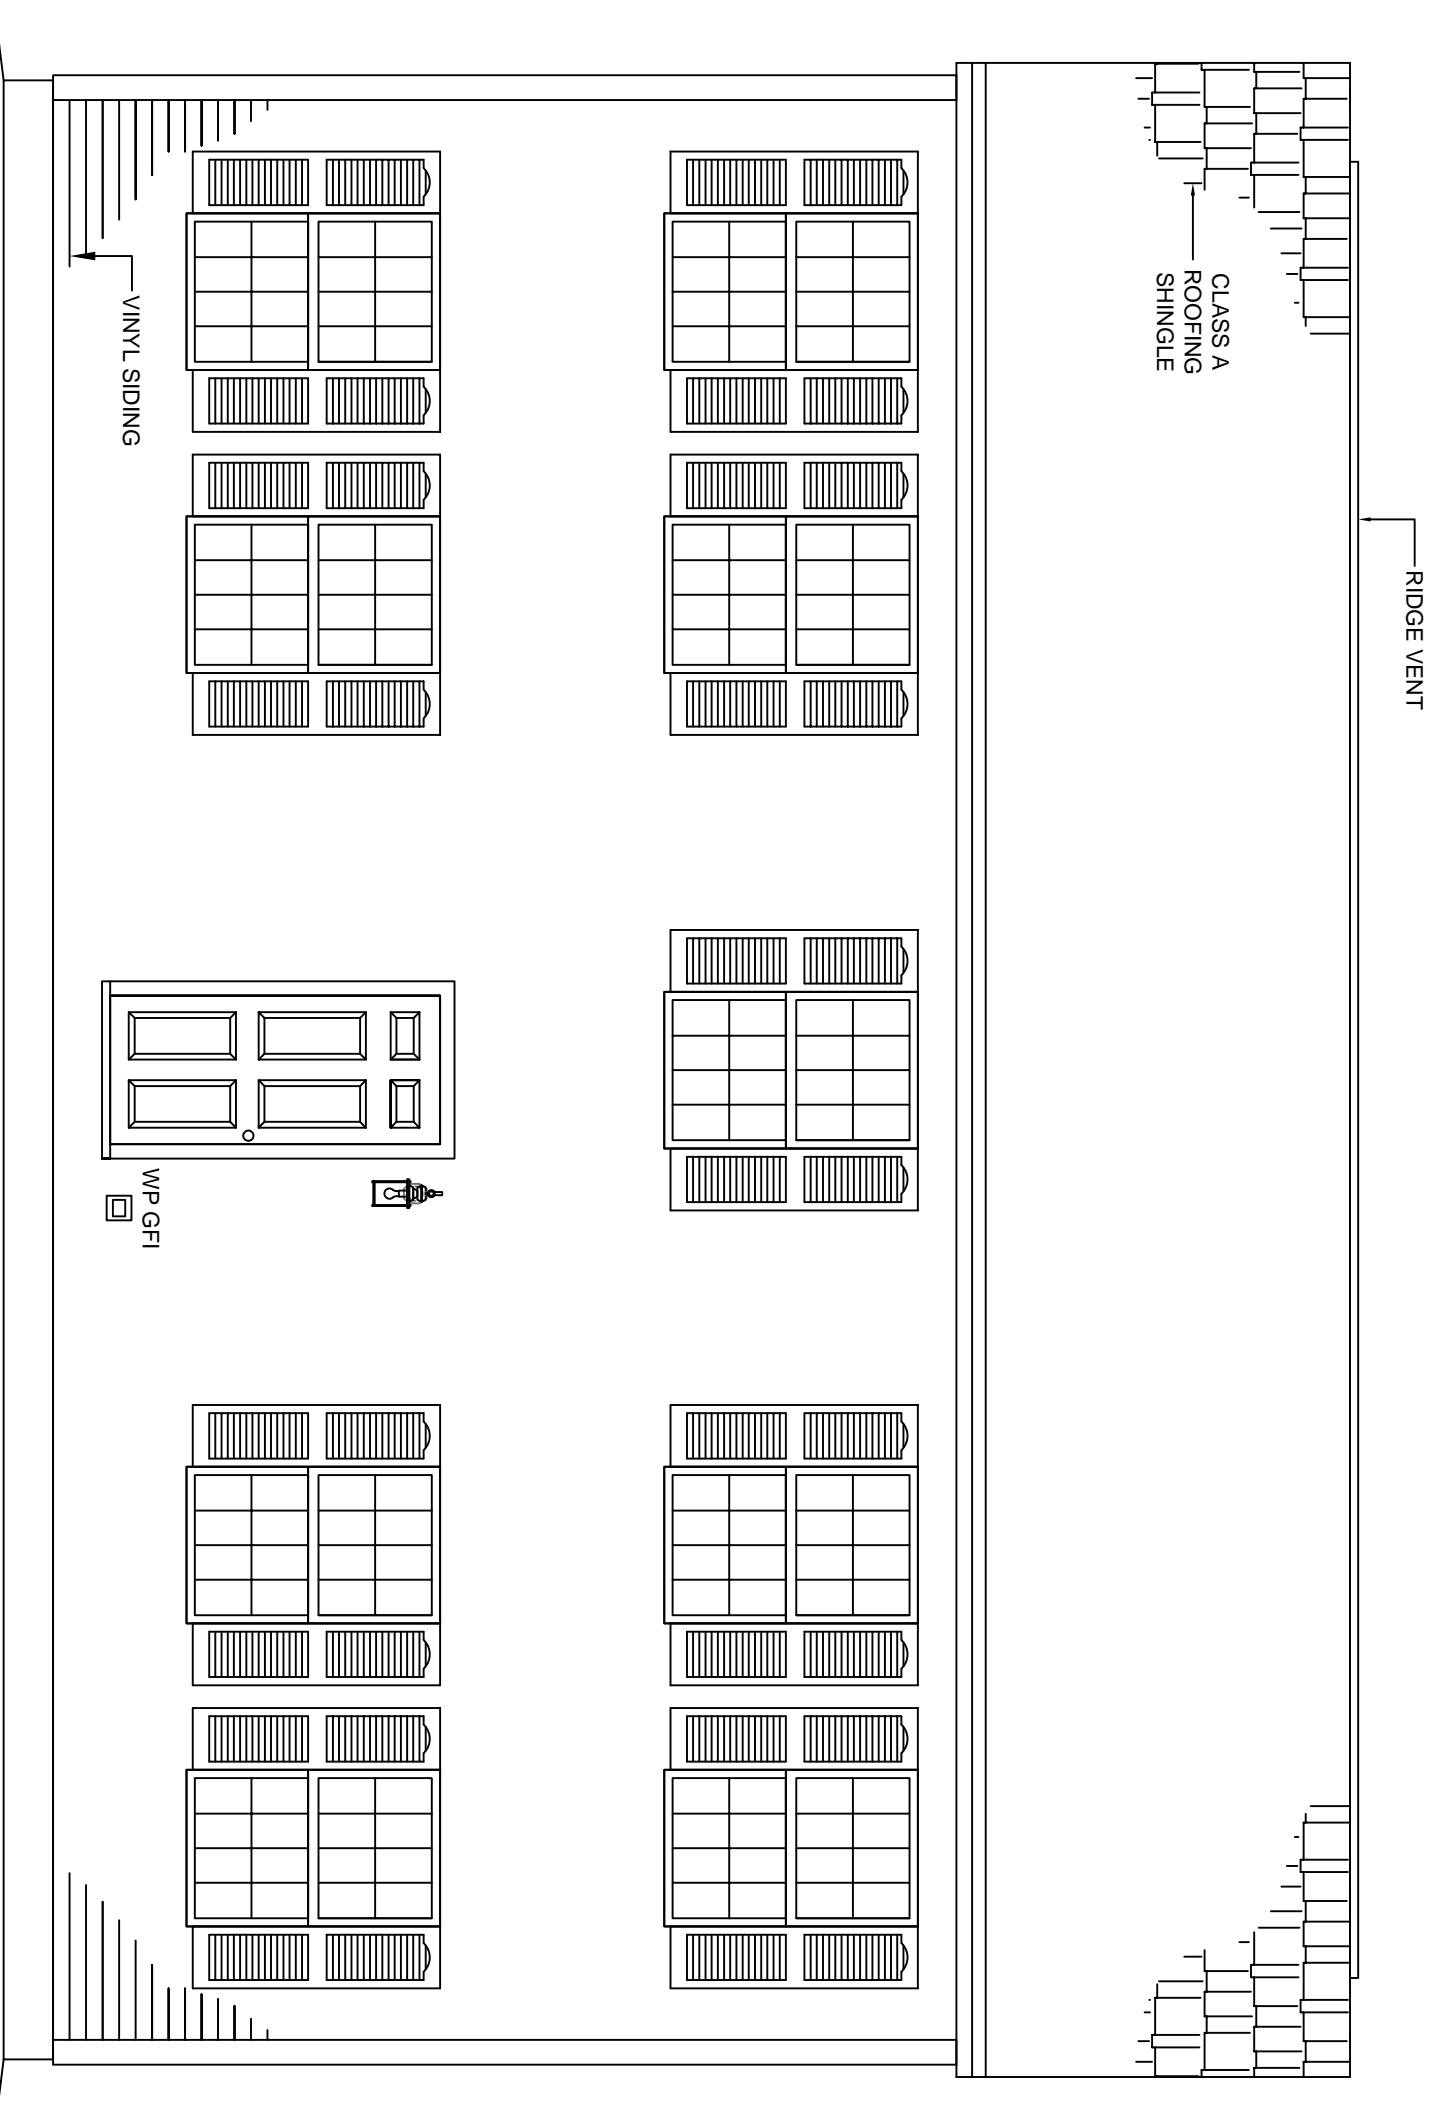 RIDGE VENT
CLASS A
ROOFING
SHINGLE
VINYL SIDING
WP GFI